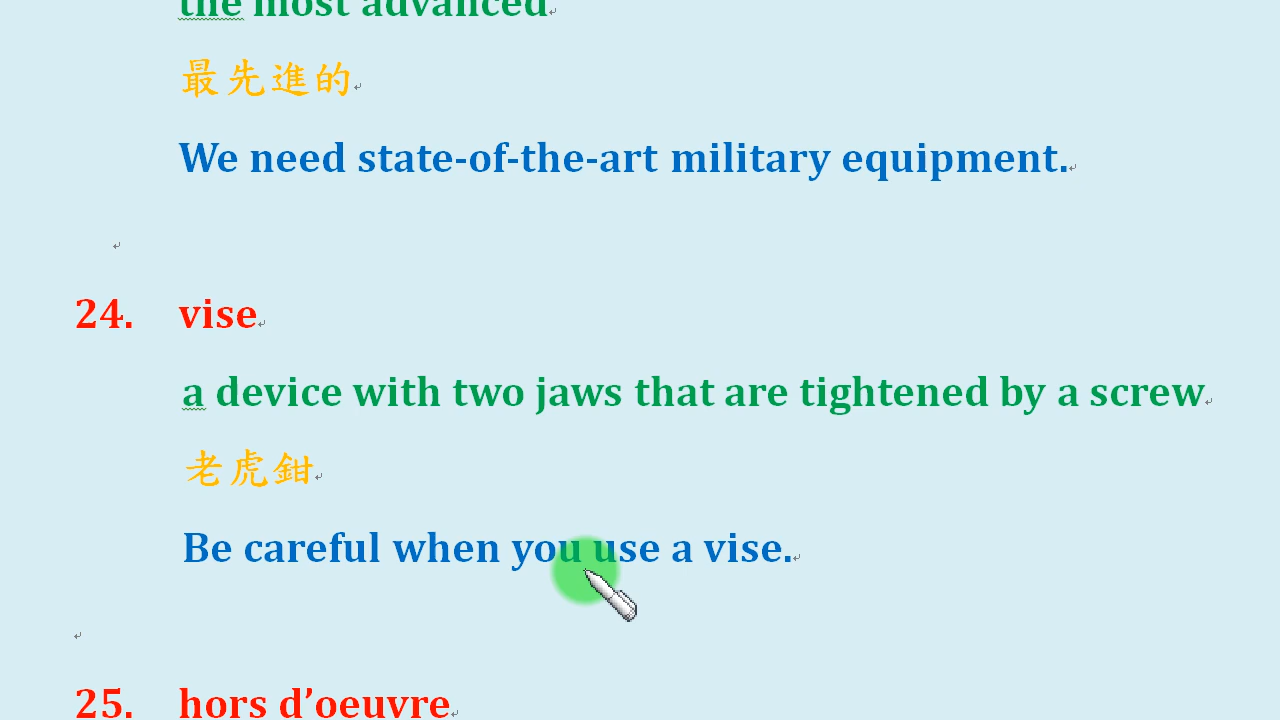 the most advanced
最先進的
We need state-of-the-art military equipment.
24. vise
a device with two jaws that are tightened by a screw
老虎鉗
Be careful when you use a vise.
25. hors d’oeuvre